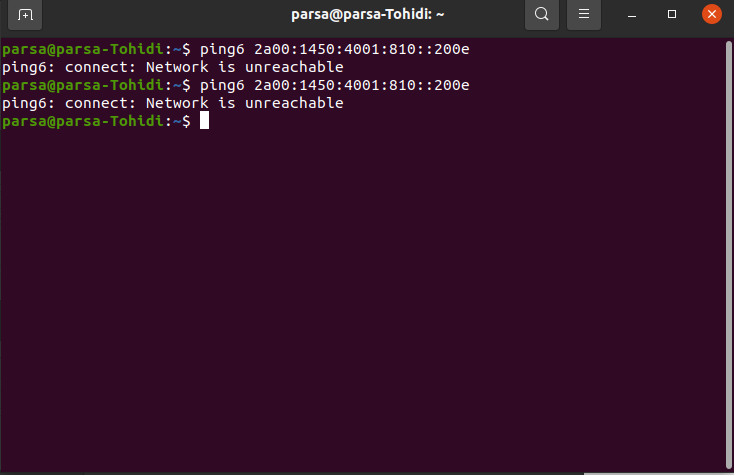 parsa@parsa-Tohidi: ~
parsa@parsa-Tohidi:~$ ping6 2a00:1450:4001:810::200e
ping6: connect: Network is unreachable
parsa@parsa-Tohidi:~$ ping6 2a00:1450:4001:810::200e
ping6: connect: Network is unreachable
parsa@parsa-Tohidi:~$